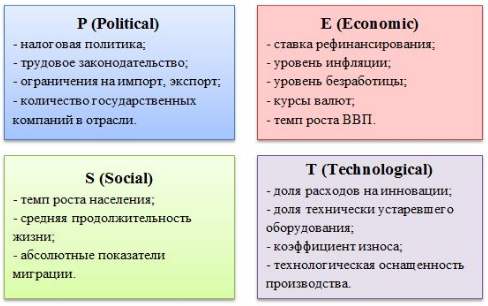 P (Political)
- налоговая политика;
- трудовое законодательство;
- ограничения на импорт, экспорт;
- количество государственных
компаний в отрасли.
E (Economic)
- ставка рефинансирования;
- уровень инфляции;
- уровень безработицы;
- курсы валют;
- темп роста ВВП.
S (Social)
- темп роста населения;
- средняя продолжительность
жизни;
- абсолютные показатели
миграции.
T (Technological)
- доля расходов на инновации;
- доля технически устаревшего
оборудования;
- коэффициент износа;
- технологическая оснащенность
производства.